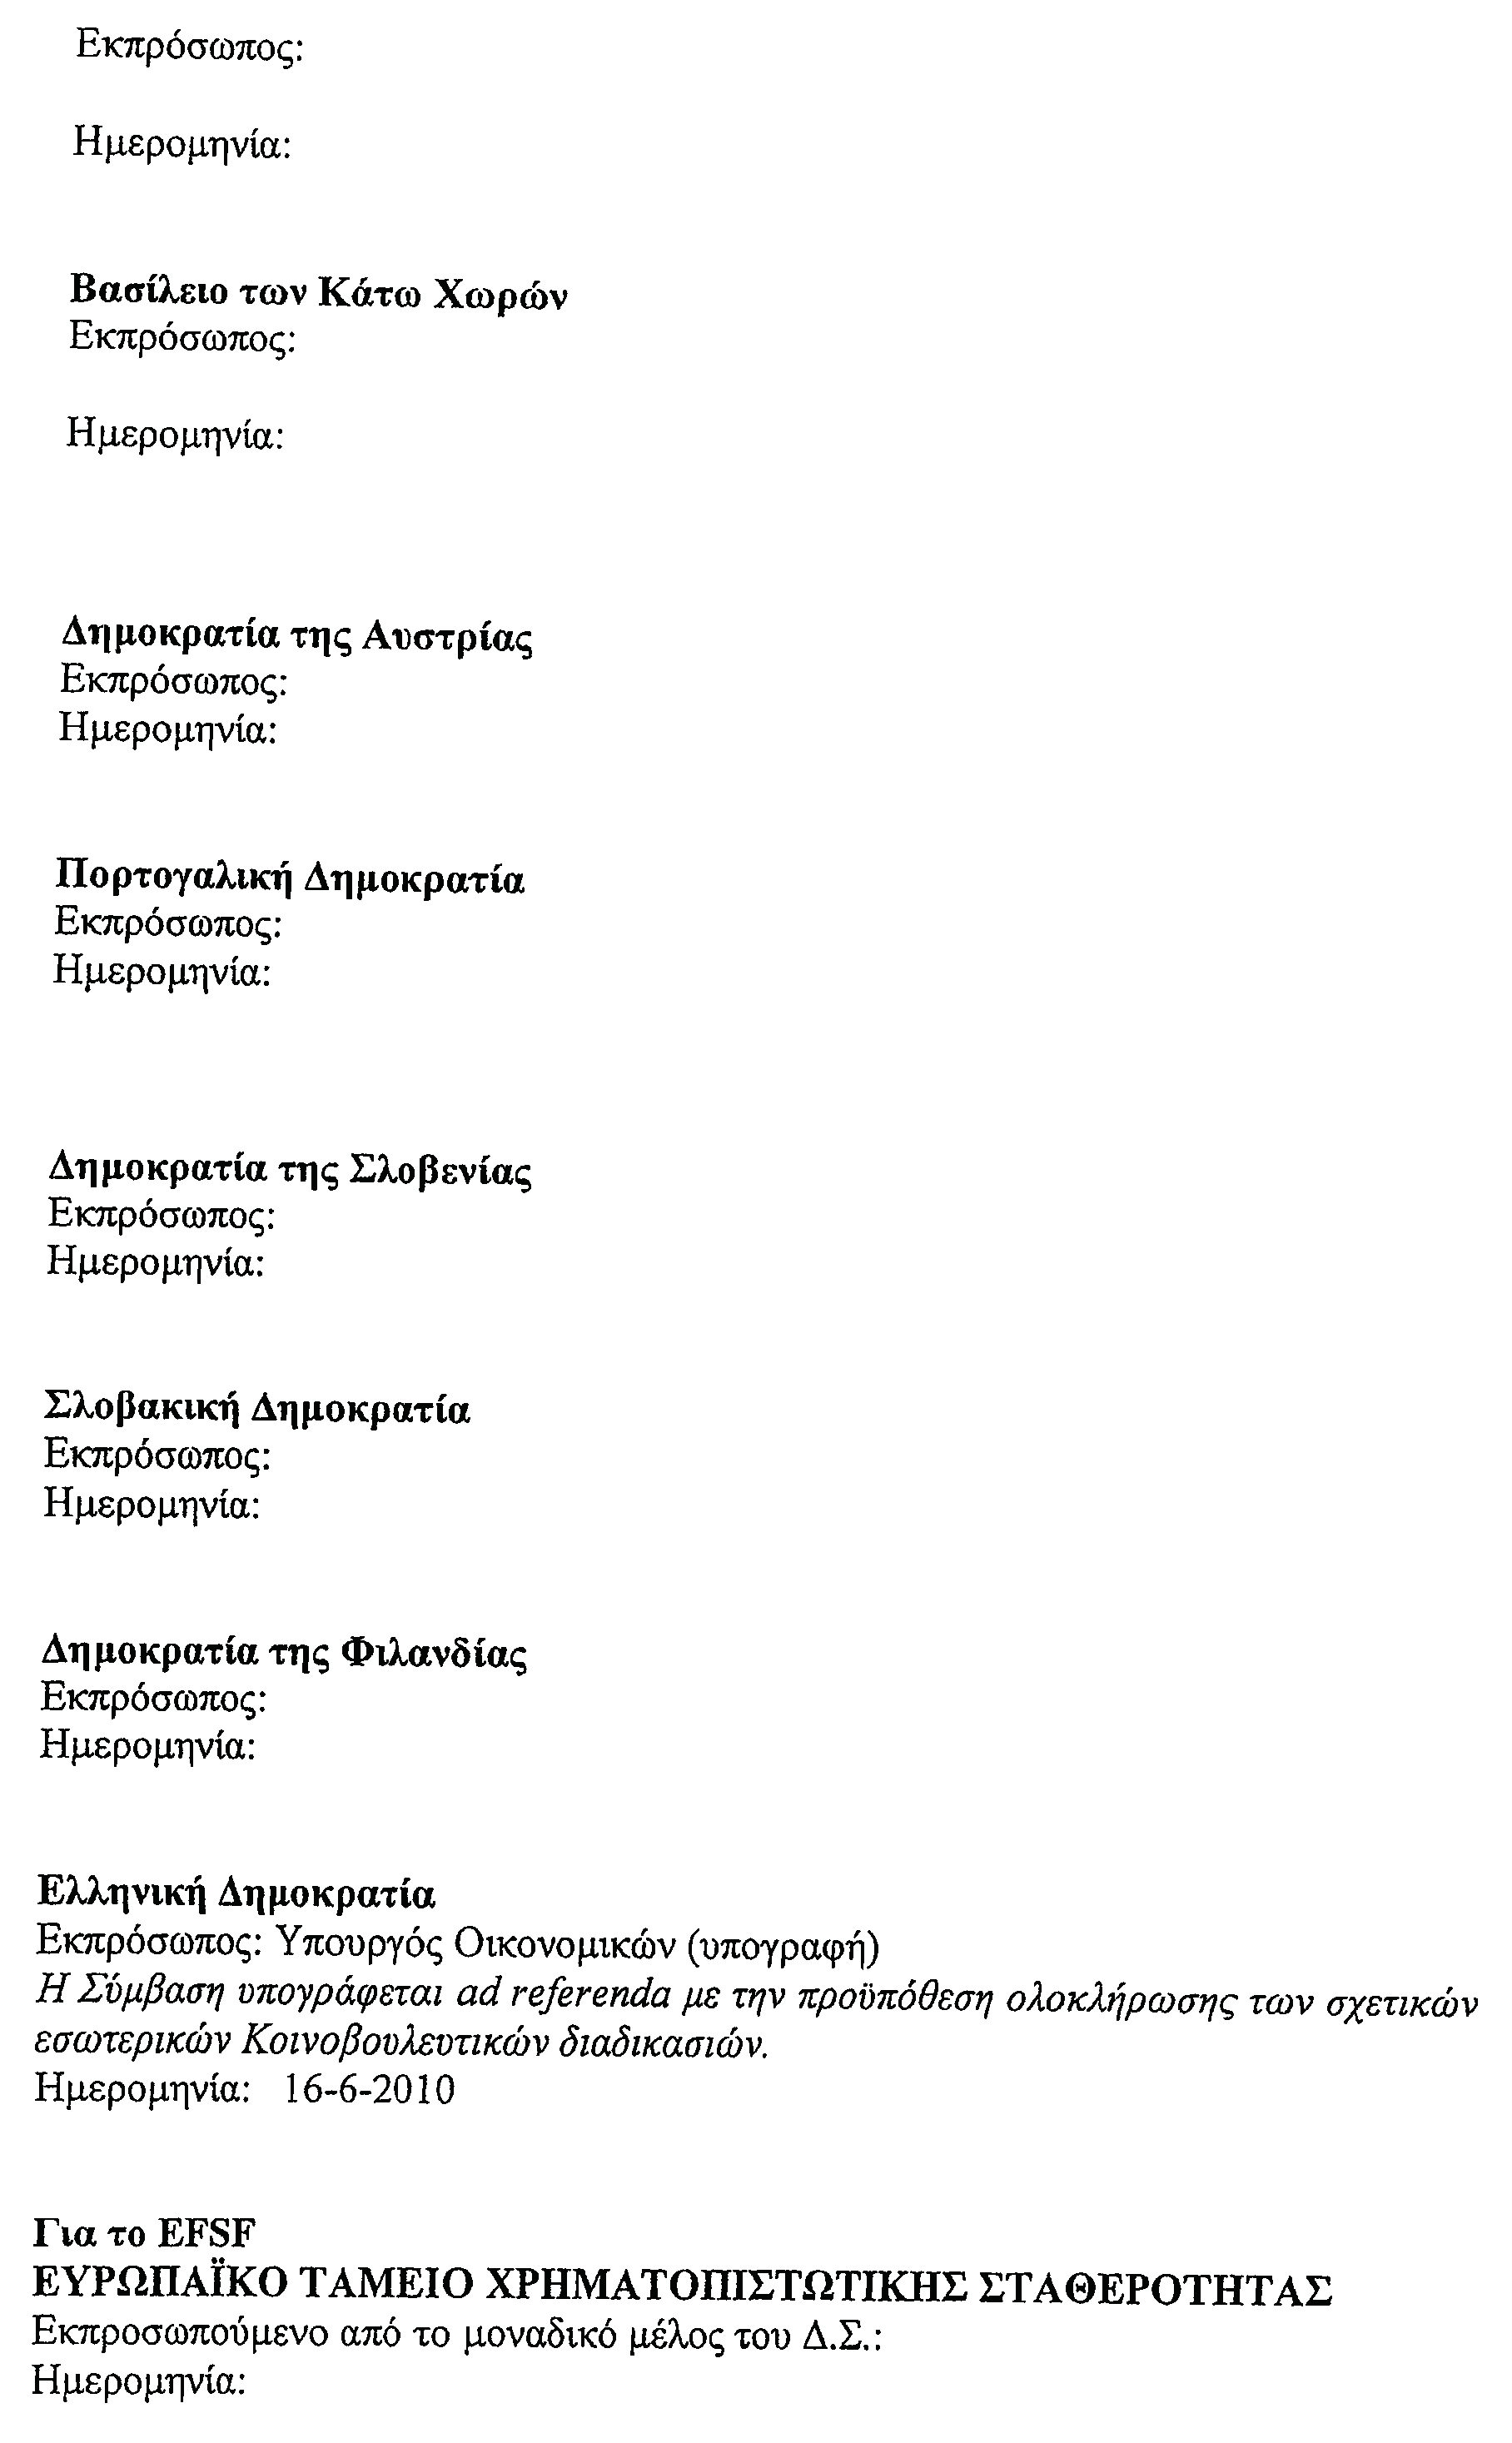 Εκπρόσωπος:
Ημερομηνία:
Βασίλειο των Κάτω Χωρών
Εκπρόσωπος:
Ημερομηνία:
Δημοκρατία της Αυστρίας
Εκπρόσωπος:
Ημερομηνία:
Πορτογαλική Δημοκρατία
Εκπρόσωπος:
Ημερομηνία:
Δημοκρατία της Σλοβενίας
Εκπρόσωπος:
Ημερομηνία:
Σλοβακική Δημοκρατία
Εκπρόσωπος:
Ημερομηνία:
Δημοκρατία της Φιλανδίας
Εκπρόσωπος:
Ημερομηνία:
Ελληνική Δημοκρατία
Εκπρόσωπος: Υπουργός Οικονομικών (υπογραφή)
Η Σύμβαση υπογράφεται ad referenda με την προϋπόθεση ολοκλήρωσης των σχετικών
εσωτερικών Κοινοβουλευτικών διαδικασιών.
Ημερομηνία: 16-6-2010
Για το EFSF
ΕΥΡΩΠΑΪΚΟ ΤΑΜΕΙΟ ΧΡΗΜΑΤΟΠΙΣΤΩΤΙΚΗΣ ΣΤΑΘΕΡΟΤΗΤΑΣ
Εκπροσωπούμενο από το μοναδικό μέλος του Δ.Σ.:
Ημερομηνία: